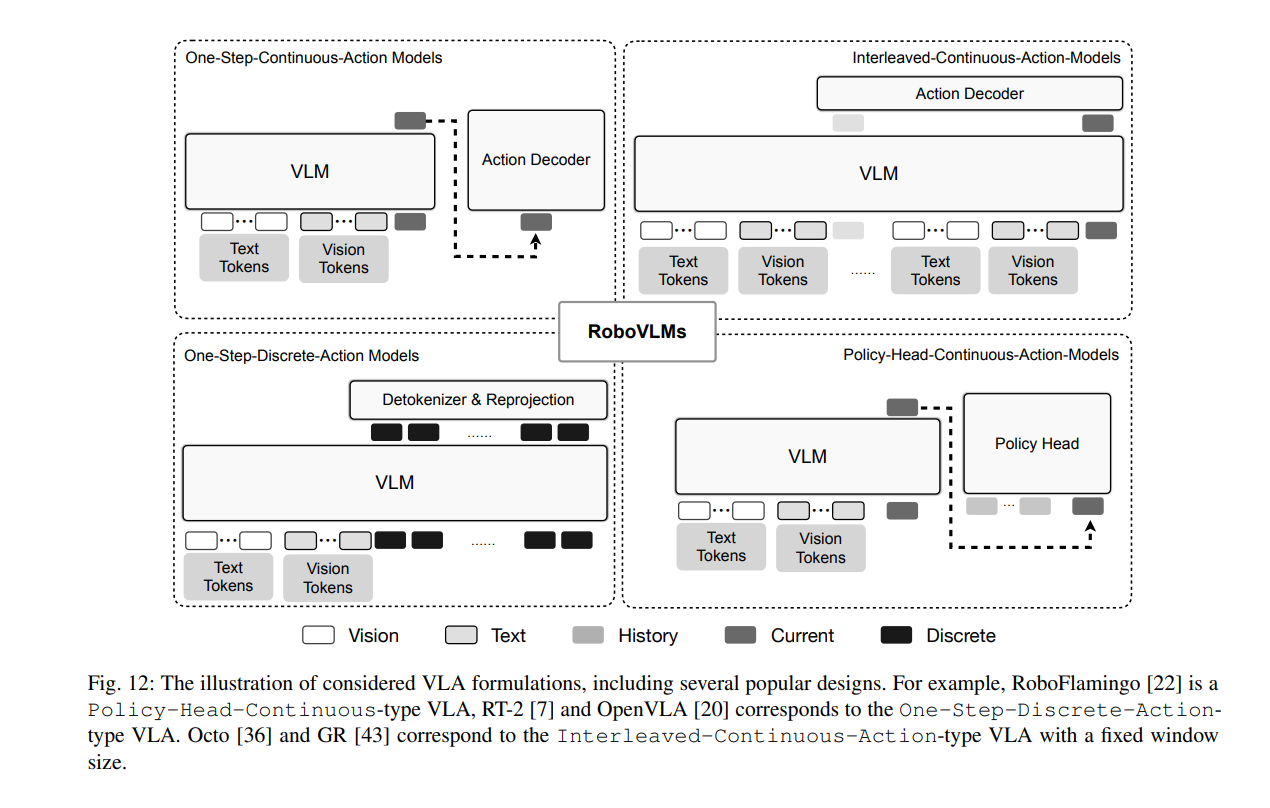 One-Step-Continuous-Action Models
VLM
Action Decoder
Text
Tokens
Vision
Tokens
Interleaved-Continuous-Action-Models
Action Decoder
VLM
Text
Tokens
Vision
Tokens
......
Text
Tokens
Vision
Tokens
RoboVLMs
One-Step-Discrete-Action Models
Detokenizer & Reprojection
......
VLM
......
Text
Tokens
Vision
Tokens
Policy-Head-Continuous-Action-Models
VLM
Policy Head
...
Text
Tokens
Vision
Tokens
Vision
Text
History
Current
Discrete
Fig. 12: The illustration of considered VLA formulations, including several popular designs. For example, RoboFlamingo [22] is a
Policy-Head-Continuous-type VLA, RT-2 [7] and OpenVLA [20] corresponds to the One-Step-Discrete-Action-
type VLA. Octo [36] and GR [43] correspond to the Interleaved-Continuous-Action-type VLA with a fixed window
size.